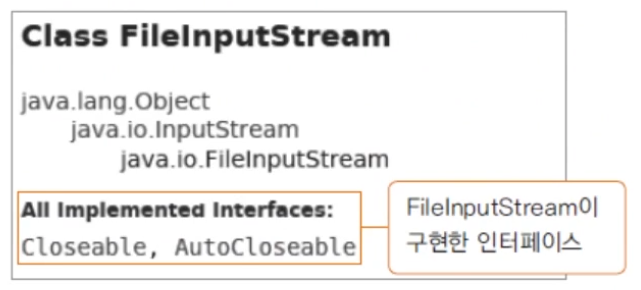 Class FileInputStream
java.lang.Object
java.io.InputStream
java.io.FileInputStream
All Implemented Interfaces:
Closeable, AutoCloseable
FileInputStream이
구현한 인터페이스